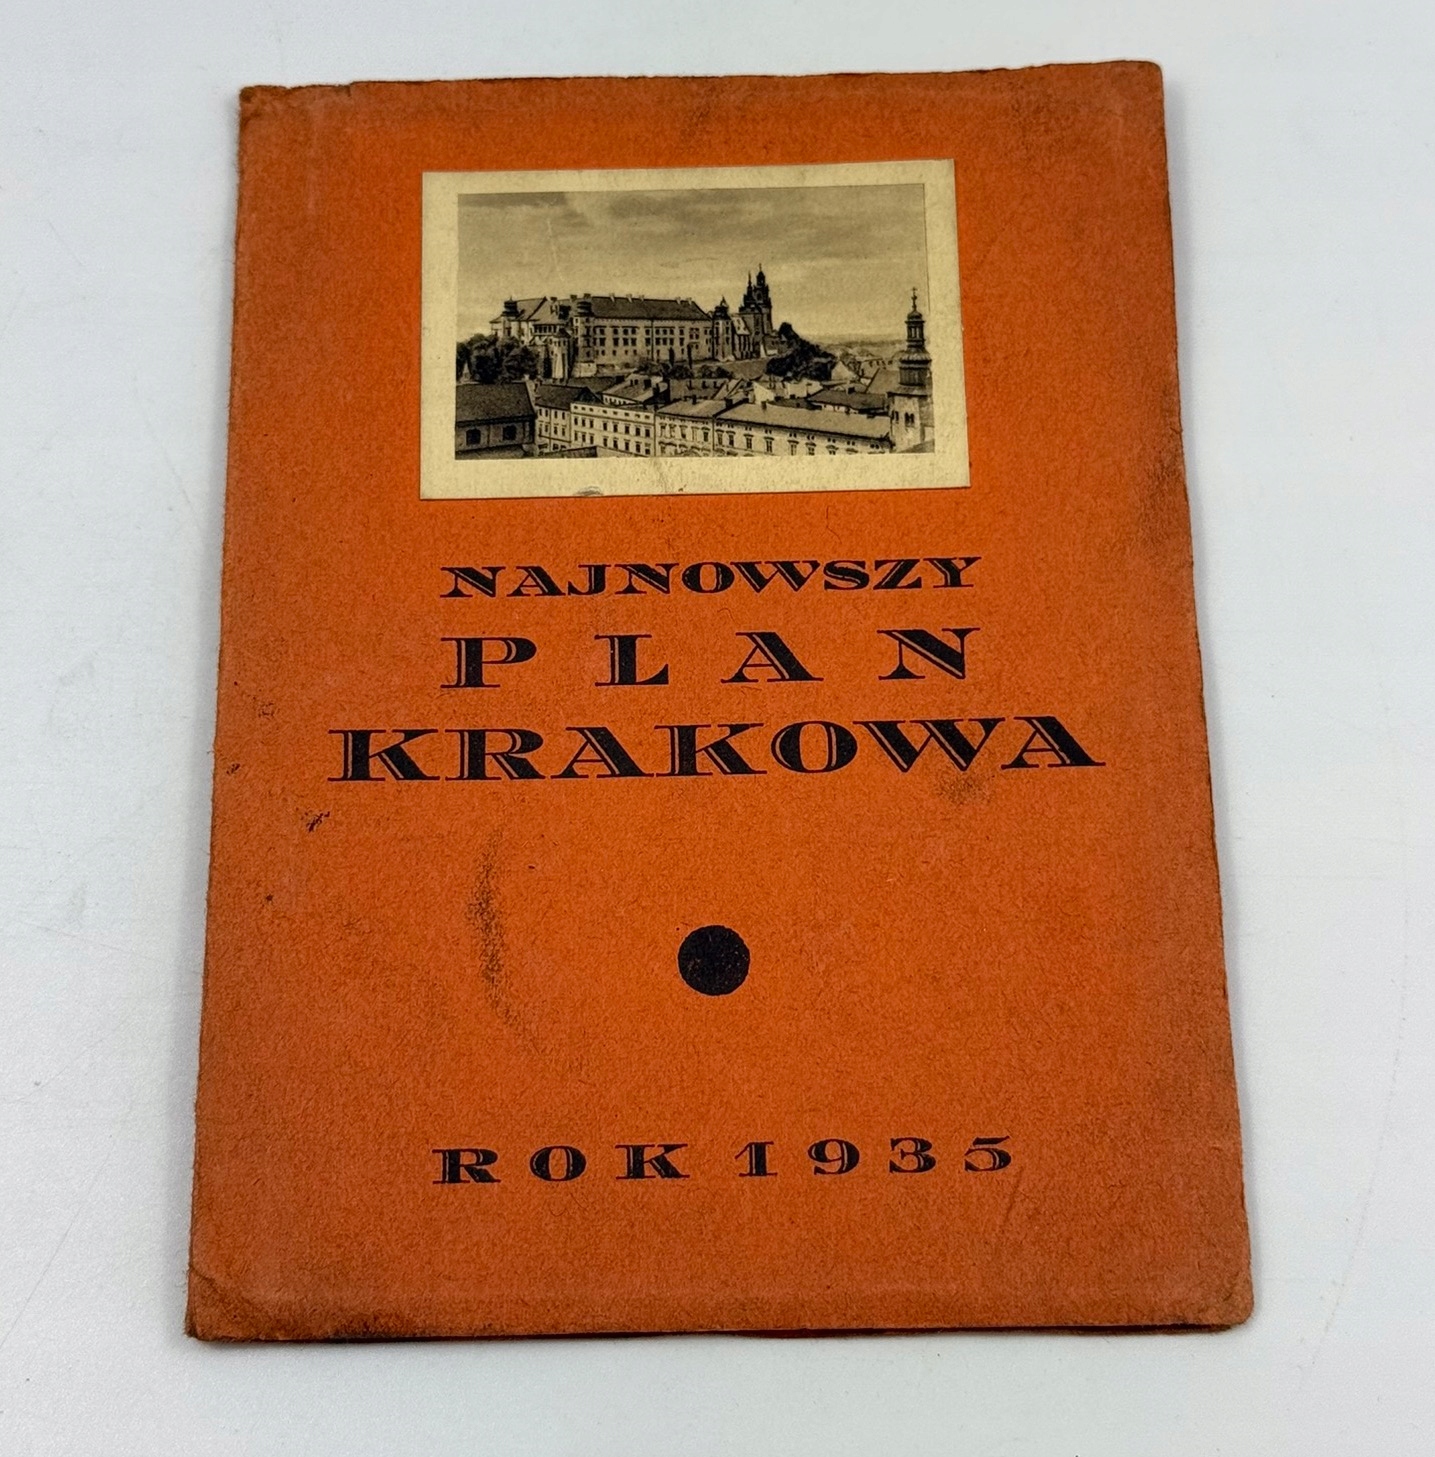 NAJNOWSZY
PLAN
KRAKOWA
ROK 1935